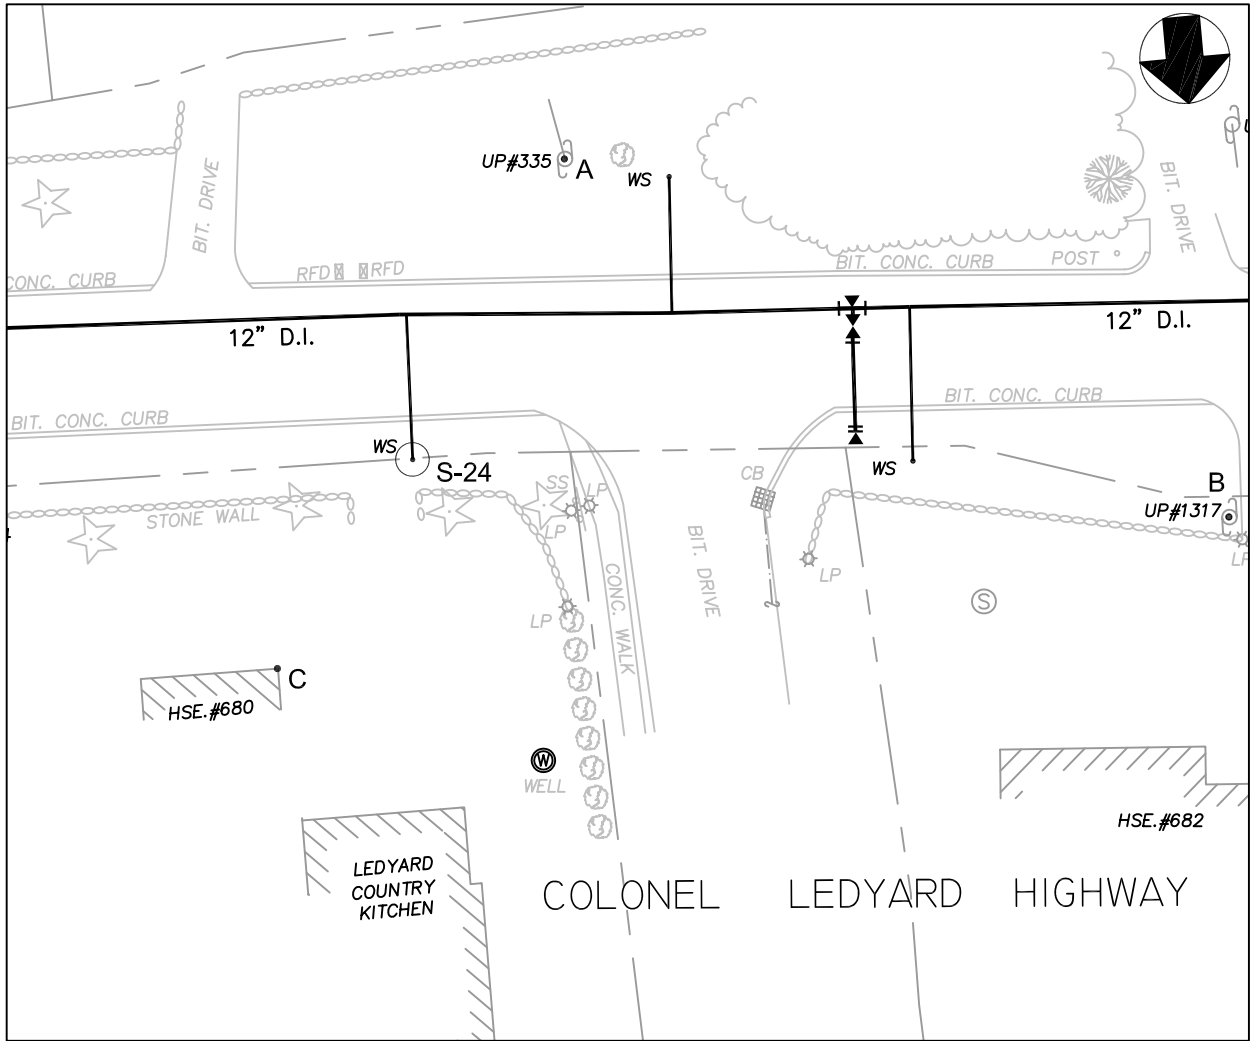 UP#335
A
WS
BIT. DRIVE
BIT. DRIVE
CONC. CURB
RFD
RFD
BIT. CONC. CURB
POST
12" D.I.
12" D.I.
BIT. CONC. CURB
BIT. CONC. CURB
WS
S-24
WS
CB
B
UP#1317
STONE WALL
SS
LP
LP
LP
LP
LP
BIT. DRIVE
CONC. WALK
S
C
HSE.#680
W
WELL
HSE.#682
LEDYARD
COUNTRY
KITCHEN
COLONEL LEDYARD HIGHWAY